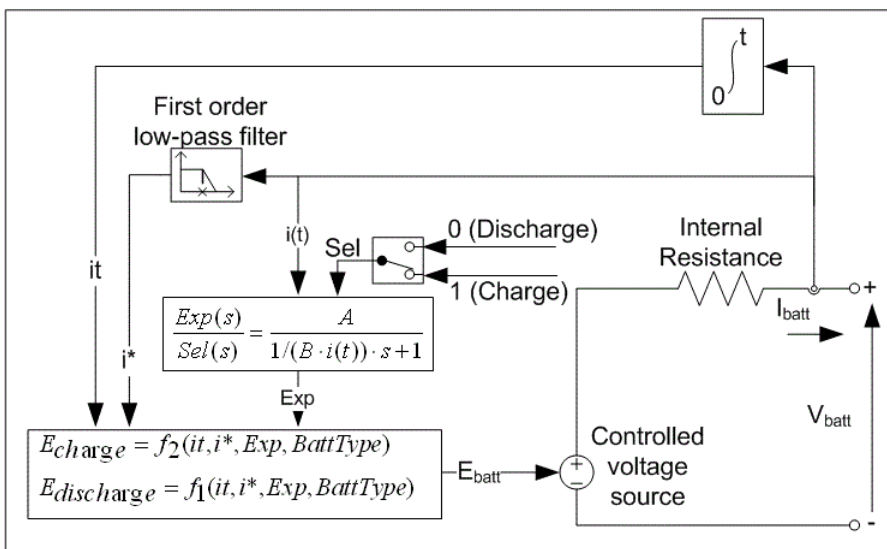 t
∫
0
First order
low-pass filter
i(t)
Sel
0 (Discharge)
1 (Charge)
Internal
Resistance
it
i*
Exp(s)/Sel(s) = A/(1/(B·i(t))·s+1)
+
I_batt
Exp
V_batt
E_charge = f_2(it,i*,Exp,BattType)
E_discharge = f_1(it,i*,Exp,BattType)
E_batt
+
−
Controlled
voltage
source
-